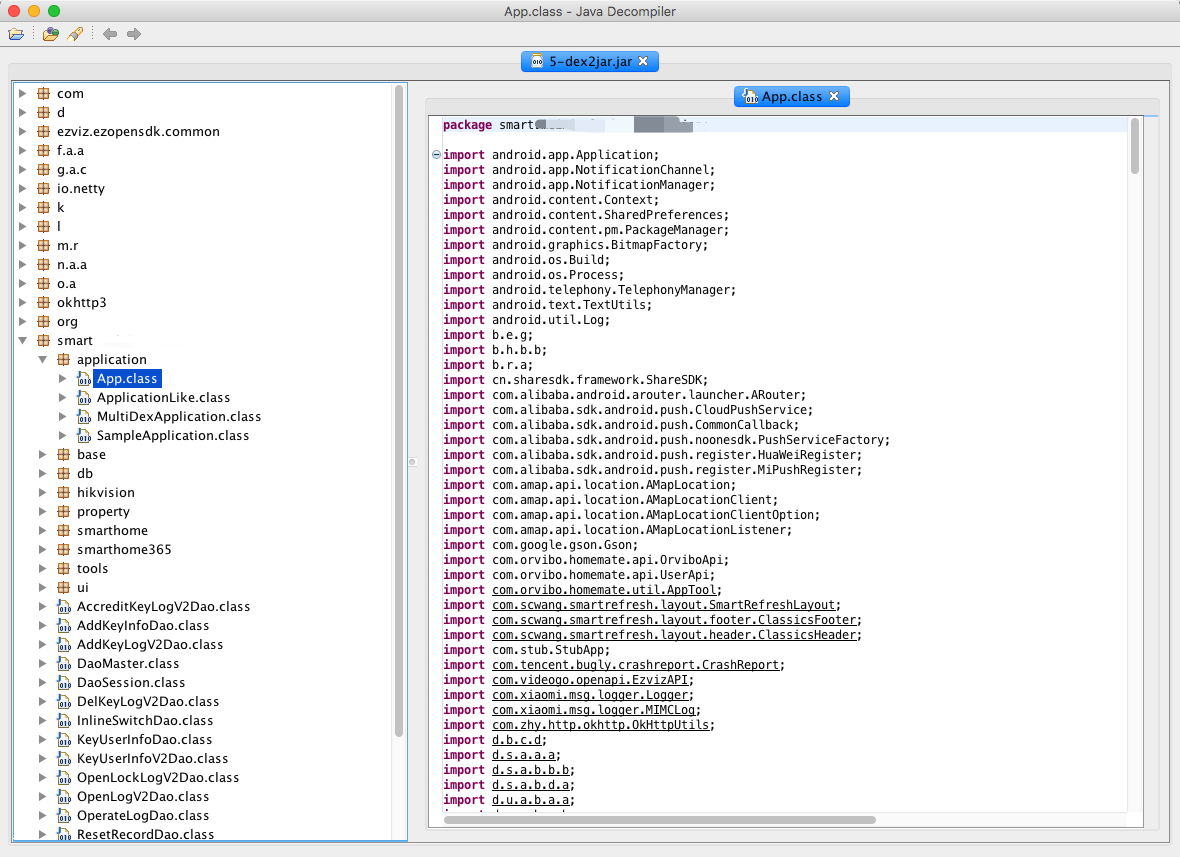 App.class - Java Decompiler
5-dex2jar.jar
com
d
ezviz.ezopensdk.common
f.a.a
g.a.c
io.netty
k
l
m.r
n.a.a
o.a
okhttp3
org
smart
application
App.class
ApplicationLike.class
MultiDexApplication.class
SampleApplication.class
base
db
hikvision
property
smarthome
smarthome365
tools
ui
AccreditKeyLogV2Dao.class
AddKeyInfoDao.class
AddKeyLogV2Dao.class
DaoMaster.class
DaoSession.class
DelKeyLogV2Dao.class
InlineSwitchDao.class
KeyUserInfoDao.class
KeyUserInfoV2Dao.class
OpenLockLogV2Dao.class
OpenLogV2Dao.class
OperateLogDao.class
ResetRecordDao.class
App.class
package smart
import android.app.Application;
import android.app.NotificationChannel;
import android.app.NotificationManager;
import android.content.Context;
import android.content.SharedPreferences;
import android.content.pm.PackageManager;
import android.graphics.BitmapFactory;
import android.os.Build;
import android.os.Process;
import android.telephony.TelephonyManager;
import android.text.TextUtils;
import android.util.Log;
import b.e.g;
import b.h.b.b;
import b.r.a;
import cn.sharesdk.framework.ShareSDK;
import com.alibaba.android.arouter.launcher.ARouter;
import com.alibaba.sdk.android.push.CloudPushService;
import com.alibaba.sdk.android.push.CommonCallback;
import com.alibaba.sdk.android.push.noonesdk.PushServiceFactory;
import com.alibaba.sdk.android.push.register.HuaWeiRegister;
import com.alibaba.sdk.android.push.register.MiPushRegister;
import com.amap.api.location.AMapLocation;
import com.amap.api.location.AMapLocationClient;
import com.amap.api.location.AMapLocationClientOption;
import com.amap.api.location.AMapLocationListener;
import com.google.gson.Gson;
import com.orvibo.homemate.api.OrviboApi;
import com.orvibo.homemate.api.UserApi;
import com.orvibo.homemate.util.AppTool;
import com.scwang.smartrefresh.layout.SmartRefreshLayout;
import com.scwang.smartrefresh.layout.footer.ClassicsFooter;
import com.scwang.smartrefresh.layout.header.ClassicsHeader;
import com.stub.StubApp;
import com.tencent.bugly.crashreport.CrashReport;
import com.videogo.openapi.EzvizAPI;
import com.xiaomi.msg.logger.Logger;
import com.xiaomi.msg.logger.MIMCLog;
import com.zhy.http.okhttp.OkHttpUtils;
import d.b.c.d;
import d.s.a.a.a;
import d.s.a.b.b.b;
import d.s.a.b.d.a;
import d.u.a.b.a.a;